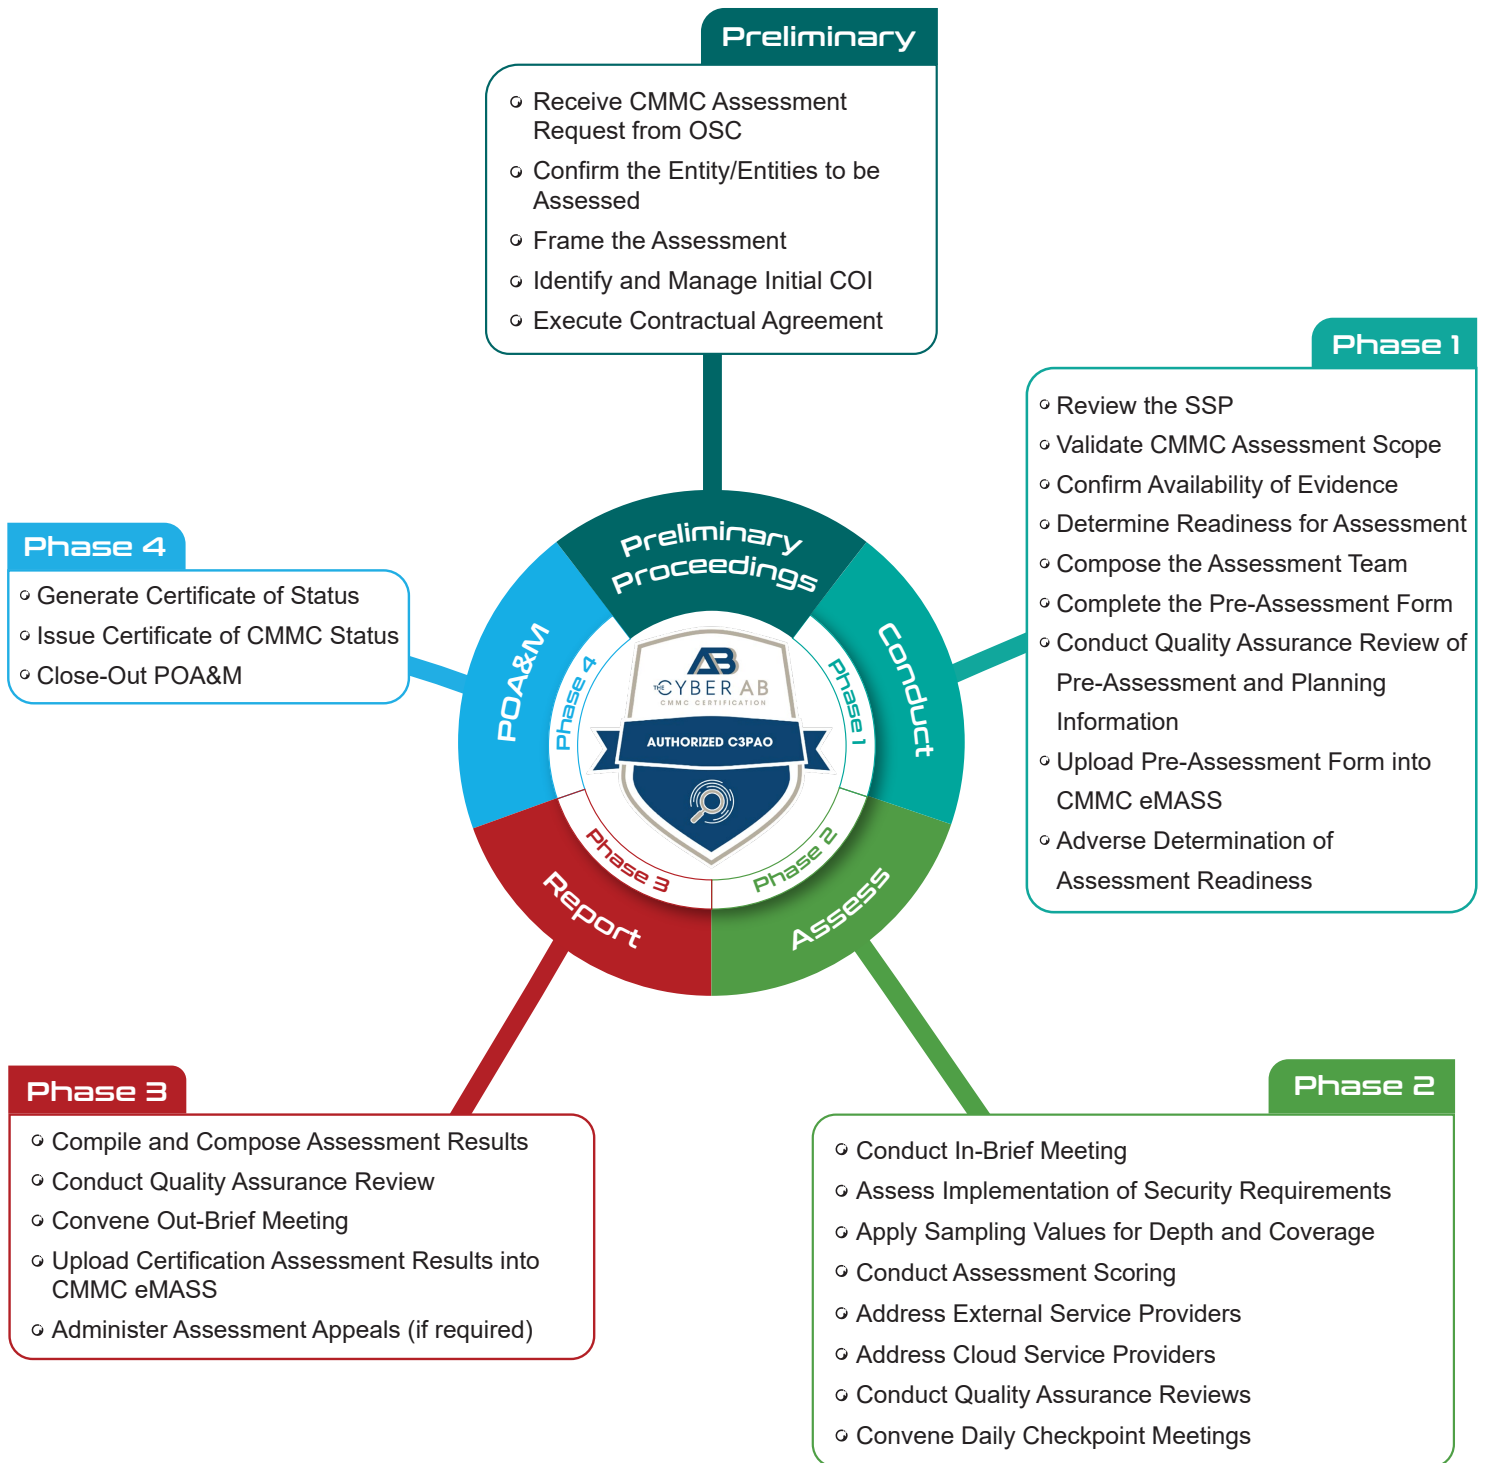 Preliminary
Receive CMMC Assessment
Request from OSC
Confirm the Entity/Entities to be
Assessed
Frame the Assessment
Identify and Manage Initial COI
Execute Contractual Agreement
Phase 1
Review the SSP
Validate CMMC Assessment Scope
Confirm Availability of Evidence
Determine Readiness for Assessment
Compose the Assessment Team
Complete the Pre-Assessment Form
Conduct Quality Assurance Review of
Pre-Assessment and Planning
Information
Upload Pre-Assessment Form into
CMMC eMASS
Adverse Determination of
Assessment Readiness
Phase 4
Generate Certificate of Status
Issue Certificate of CMMC Status
Close-Out POA&M
Preliminary
Proceedings
Conduct
Phase 1
Assess
Phase 2
Report
Phase 3
POA&M
Phase 4
AB
THE CYBER AB
CMMC CERTIFICATION
AUTHORIZED C3PAO
Phase 3
Compile and Compose Assessment Results
Conduct Quality Assurance Review
Convene Out-Brief Meeting
Upload Certification Assessment Results into
CMMC eMASS
Administer Assessment Appeals (if required)
Phase 2
Conduct In-Brief Meeting
Assess Implementation of Security Requirements
Apply Sampling Values for Depth and Coverage
Conduct Assessment Scoring
Address External Service Providers
Address Cloud Service Providers
Conduct Quality Assurance Reviews
Convene Daily Checkpoint Meetings